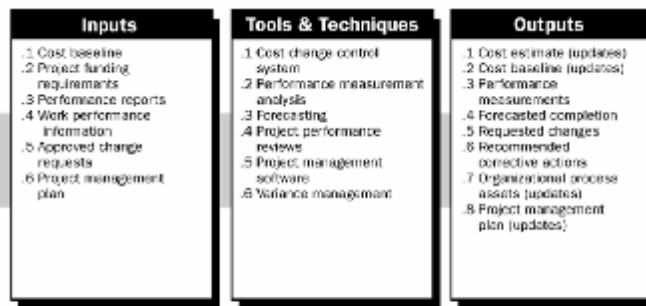 Inputs
.1 Cost baseline
.2 Project funding
requirements
.3 Performance reports
.4 Work performance
information
.5 Approved change
requests
.6 Project management
plan
Tools & Techniques
.1 Cost change control
system
.2 Performance measurement
analysis
.3 Forecasting
.4 Project performance
reviews
.5 Project management
software
.6 Variance management
Outputs
.1 Cost estimate (updates)
.2 Cost baseline (updates)
.3 Performance
measurements
.4 Forecasted completion
.5 Requested changes
.6 Recommended
corrective actions
.7 Organizational process
assets (updates)
.8 Project management
plan (updates)